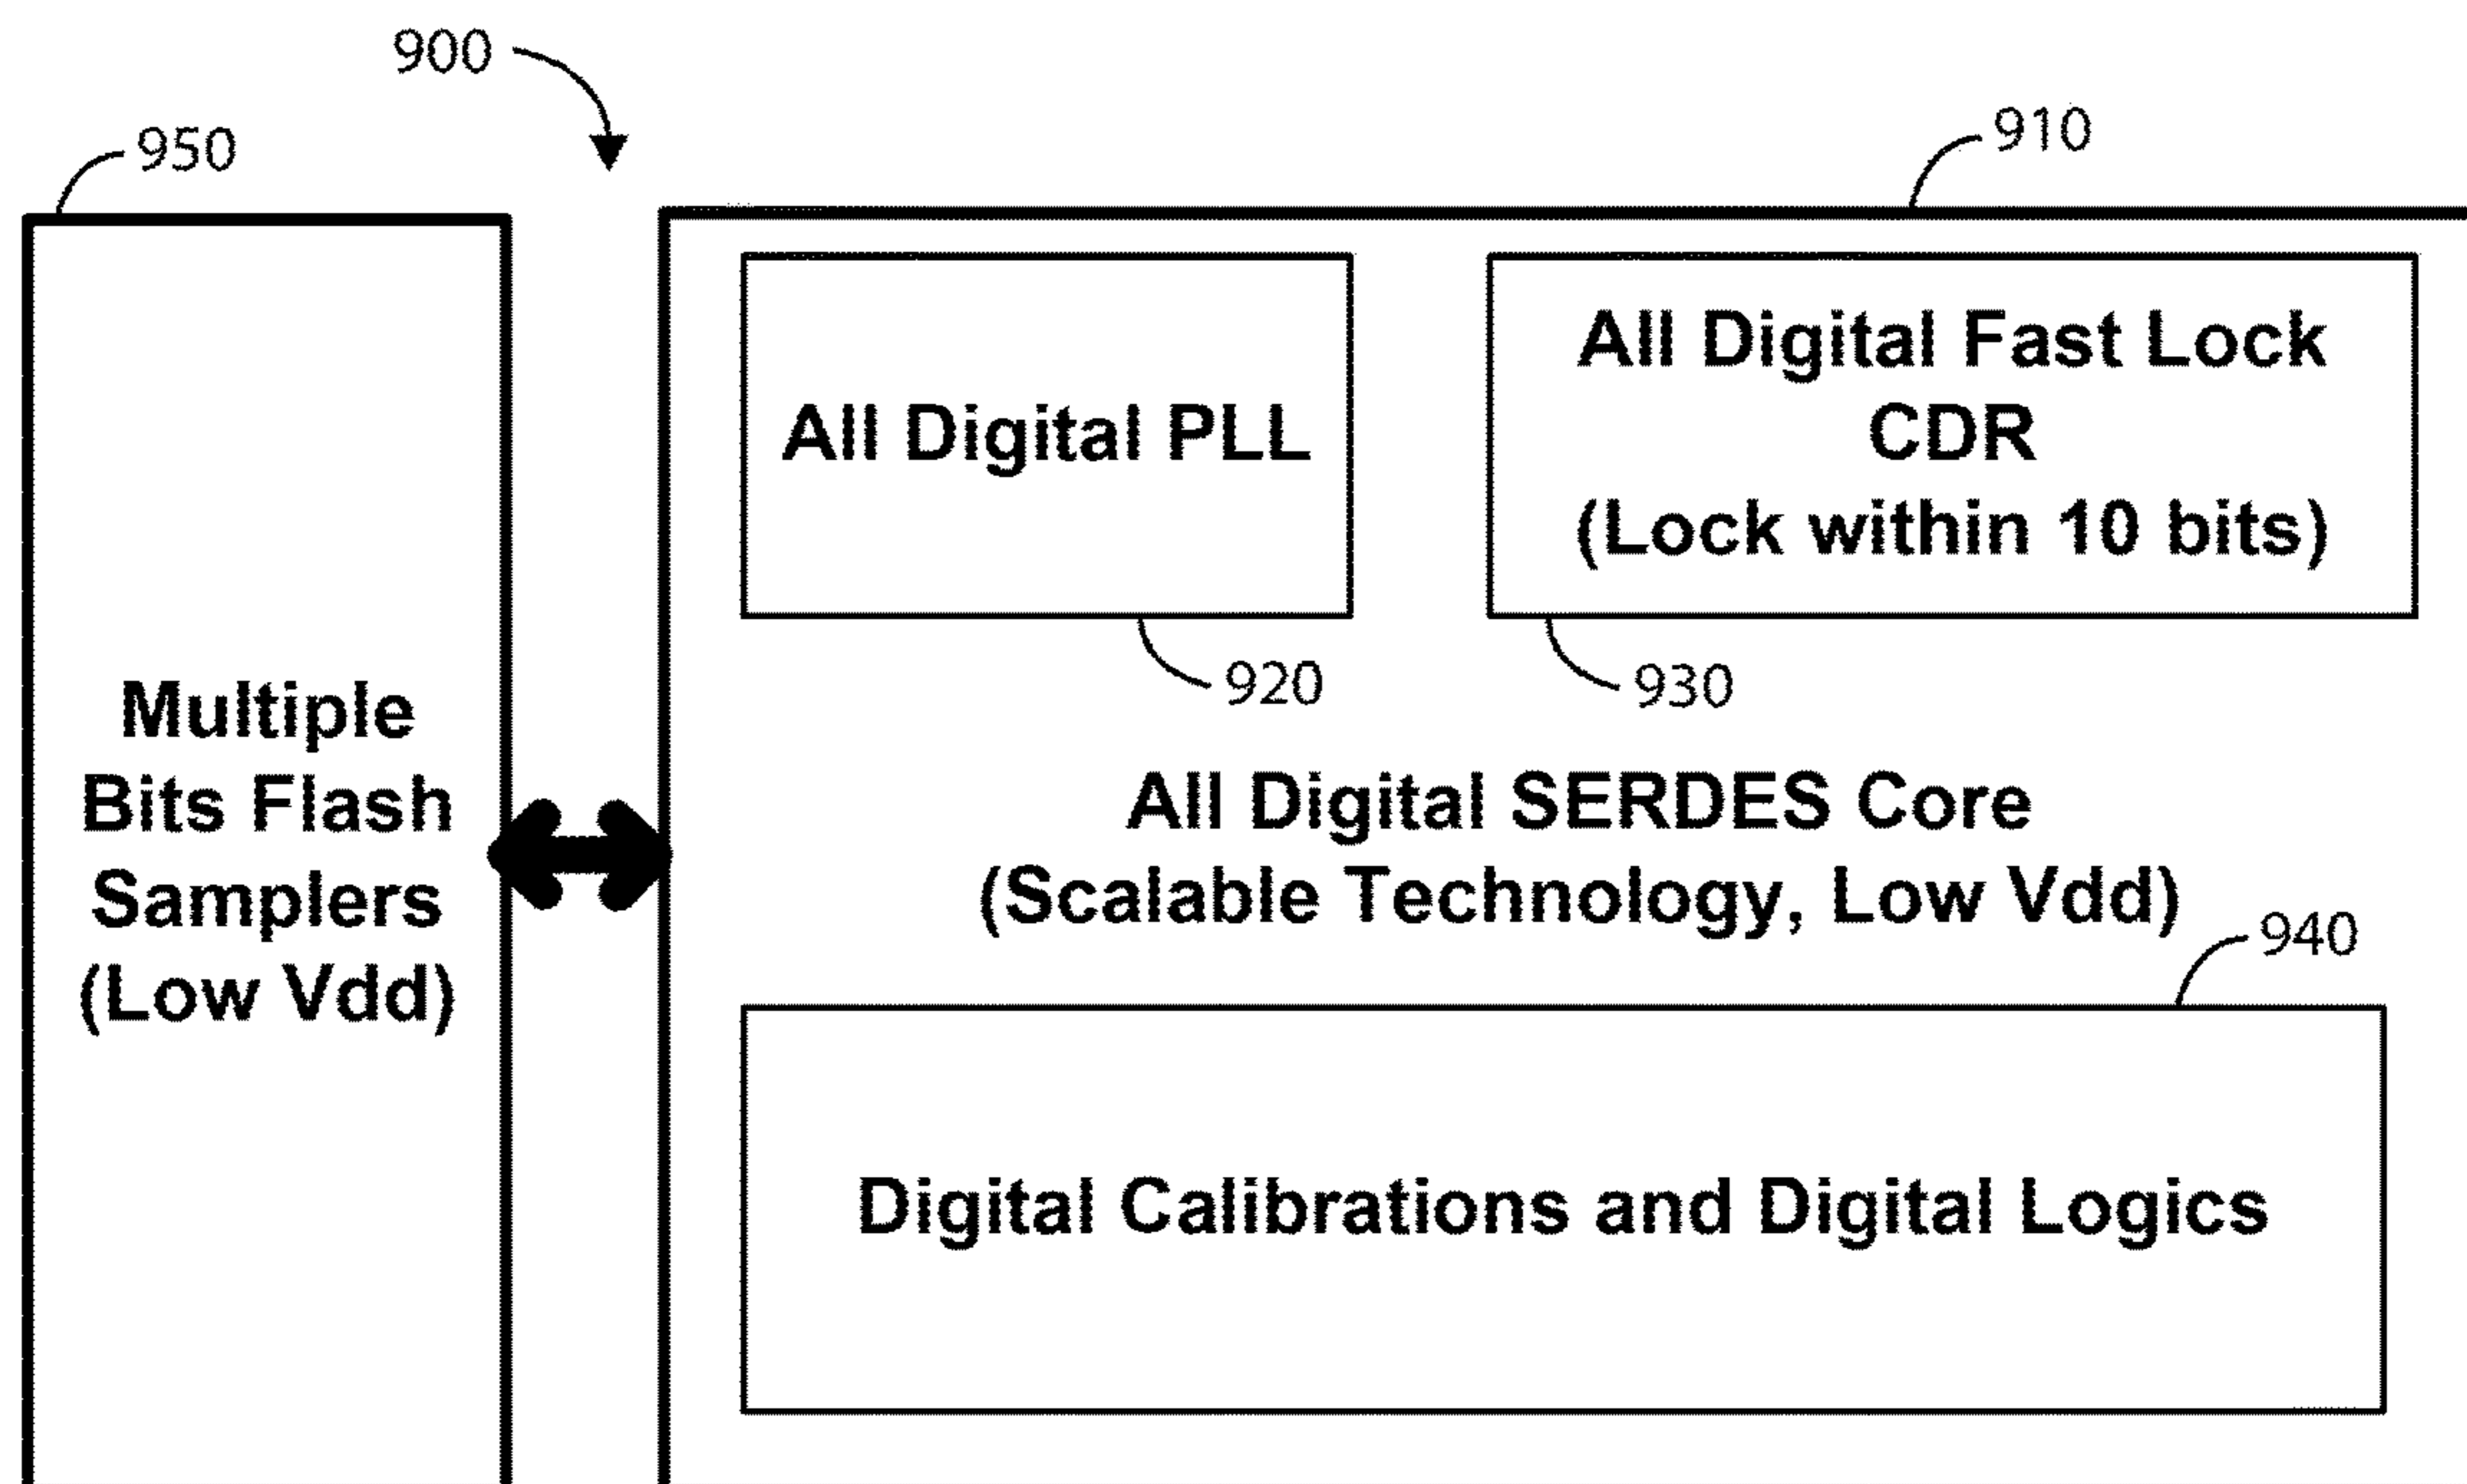 900
950
910
All Digital PLL
All Digital Fast Lock
CDR
(Lock within 10 bits)
920
930
Multiple
Bits Flash
Samplers
(Low Vdd)
All Digital SERDES Core
(Scalable Technology, Low Vdd)
940
Digital Calibrations and Digital Logics